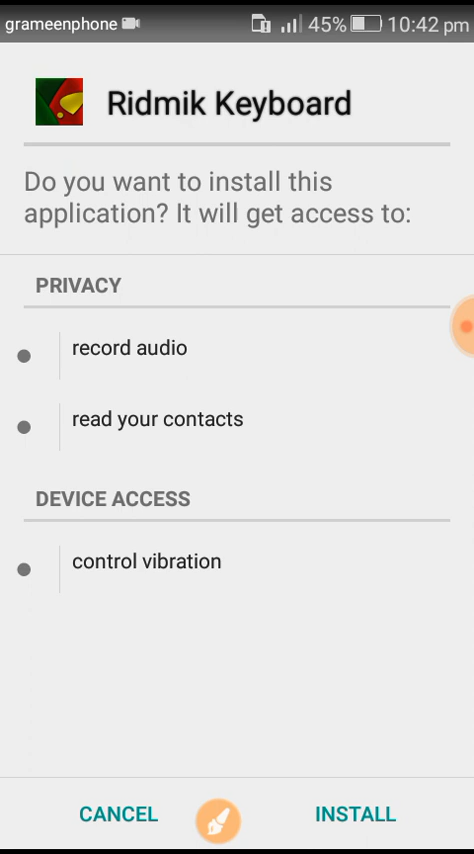 grameenphone 45% 10:42 pm
Ridmik Keyboard
Do you want to install this
application? It will get access to:
PRIVACY
record audio
read your contacts
DEVICE ACCESS
control vibration
CANCEL INSTALL